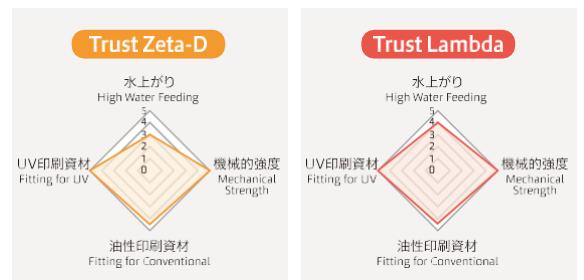 Trust Zeta-D
水上がり
High Water Feeding
5
4
3
2
1
0
UV印刷資材
Fitting for UV
機械的強度
Mechanical
Strength
油性印刷資材
Fitting for Conventional
Trust Lambda
水上がり
High Water Feeding
5
4
3
2
1
0
UV印刷資材
Fitting for UV
機械的強度
Mechanical
Strength
油性印刷資材
Fitting for Conventional